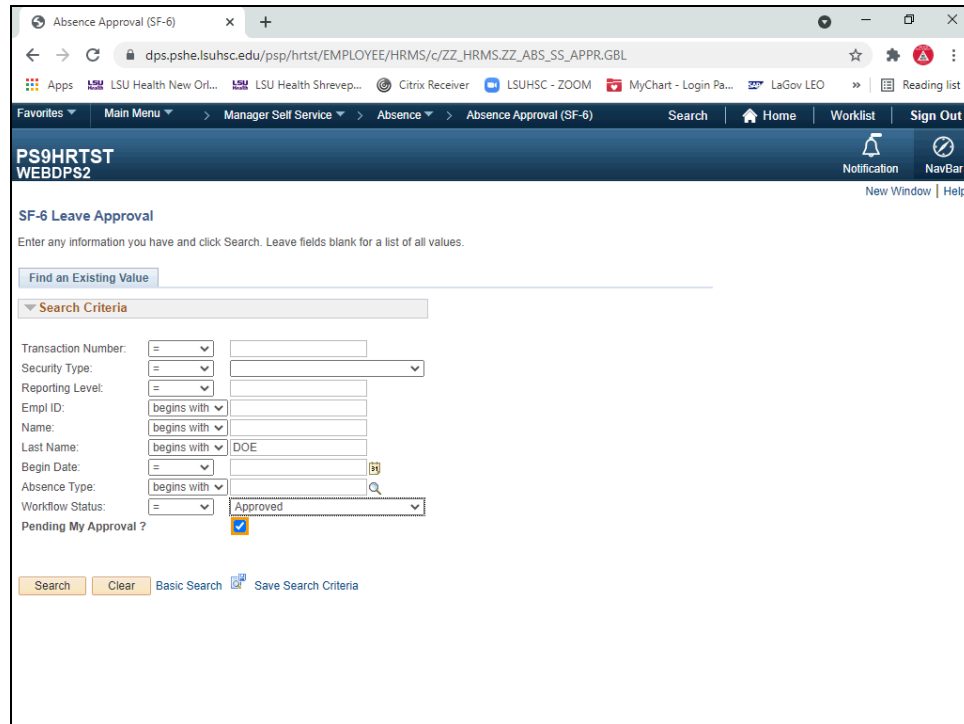 Absence Approval (SF-6)
dps.pshe.lsuhsc.edu/psp/hrtst/EMPLOYEE/HRMS/c/ZZ_HRMS.ZZ_ABS_SS_APPR.GBL
Apps LSU LSU Health New Orl... LSU LSU Health Shrevep... Citrix Receiver LSUHSC - ZOOM MyChart - Login Pa... SAP LaGov LEO » Reading list
Favorites Main Menu > Manager Self Service > Absence > Absence Approval (SF-6) Search Home Worklist Sign Out
PS9HRTST
WEBDPS2
Notification NavBar
New Window | Help
SF-6 Leave Approval
Enter any information you have and click Search. Leave fields blank for a list of all values.
Find an Existing Value
Search Criteria
Transaction Number: =
Security Type: =
Reporting Level: =
Empl ID: begins with
Name: begins with
Last Name: begins with DOE
Begin Date: = 31
Absence Type: begins with
Workflow Status: = Approved
Pending My Approval ?
Search Clear Basic Search Save Search Criteria